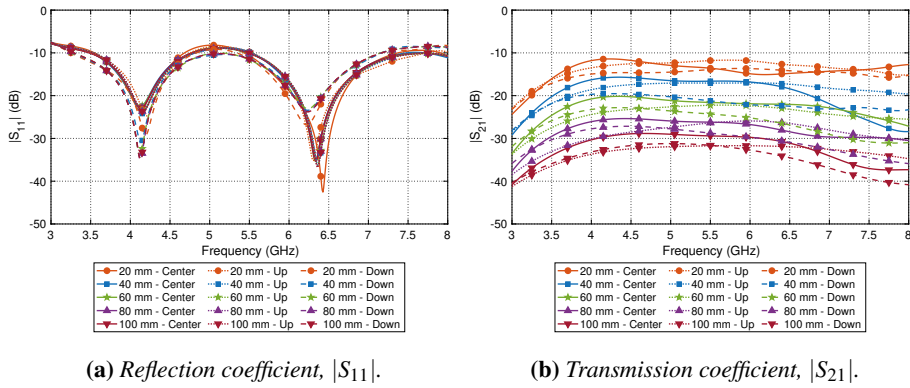 0
-10
-20
-30
-40
-50
|S11| (dB)
3 3.5 4 4.5 5 5.5 6 6.5 7 7.5 8
Frequency (GHz)
20 mm - Center 20 mm - Up 20 mm - Down
40 mm - Center 40 mm - Up 40 mm - Down
60 mm - Center 60 mm - Up 60 mm - Down
80 mm - Center 80 mm - Up 80 mm - Down
100 mm - Center 100 mm - Up 100 mm - Down
(a) Reflection coefficient, |S11|.
0
-10
-20
-30
-40
-50
|S21| (dB)
3 3.5 4 4.5 5 5.5 6 6.5 7 7.5 8
Frequency (GHz)
20 mm - Center 20 mm - Up 20 mm - Down
40 mm - Center 40 mm - Up 40 mm - Down
60 mm - Center 60 mm - Up 60 mm - Down
80 mm - Center 80 mm - Up 80 mm - Down
100 mm - Center 100 mm - Up 100 mm - Down
(b) Transmission coefficient, |S21|.